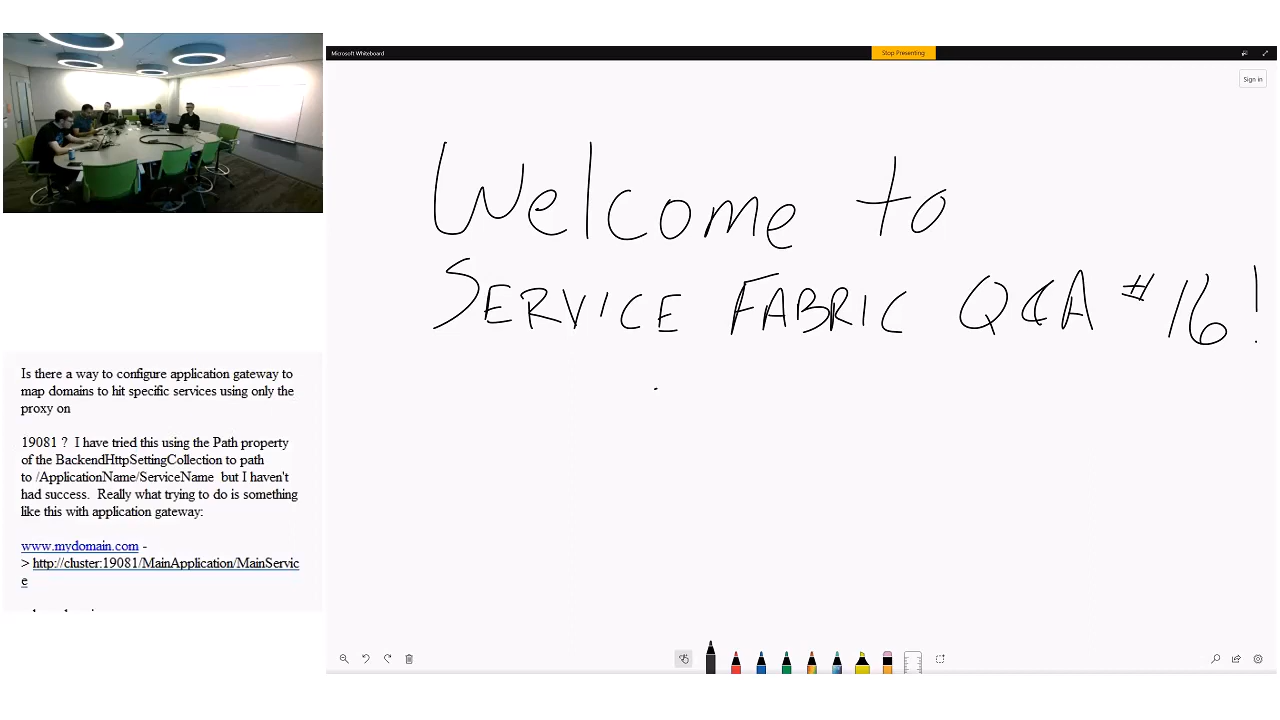 Microsoft Whiteboard
Stop Presenting
Sign in
Welcome to
SERVICE FABRIC Q&A #16!
Is there a way to configure application gateway to
map domains to hit specific services using only the
proxy on
19081 ?  I have tried this using the Path property
of the BackendHttpSettingCollection to path
to /ApplicationName/ServiceName  but I haven't
had success.  Really what trying to do is something
like this with application gateway:
www.mydomain.com -
> http://cluster:19081/MainApplication/MainServic
e